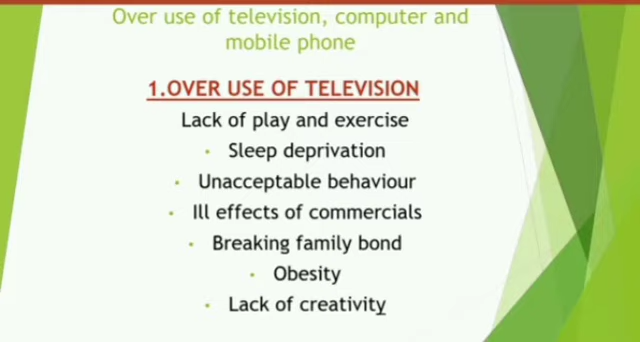 Over use of television, computer and
mobile phone
1.OVER USE OF TELEVISION
Lack of play and exercise
• Sleep deprivation
• Unacceptable behaviour
• Ill effects of commercials
• Breaking family bond
• Obesity
• Lack of creativity